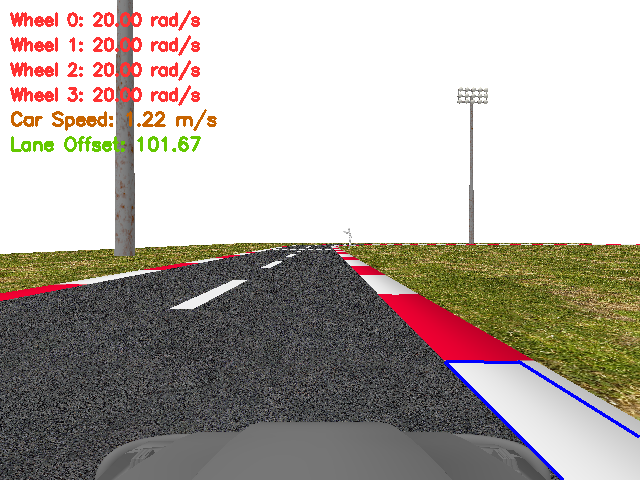 Wheel 0: 20.00 rad/s
Wheel 1: 20.00 rad/s
Wheel 2: 20.00 rad/s
Wheel 3: 20.00 rad/s
Car Speed: 1.22 m/s
Lane Offset: 101.67